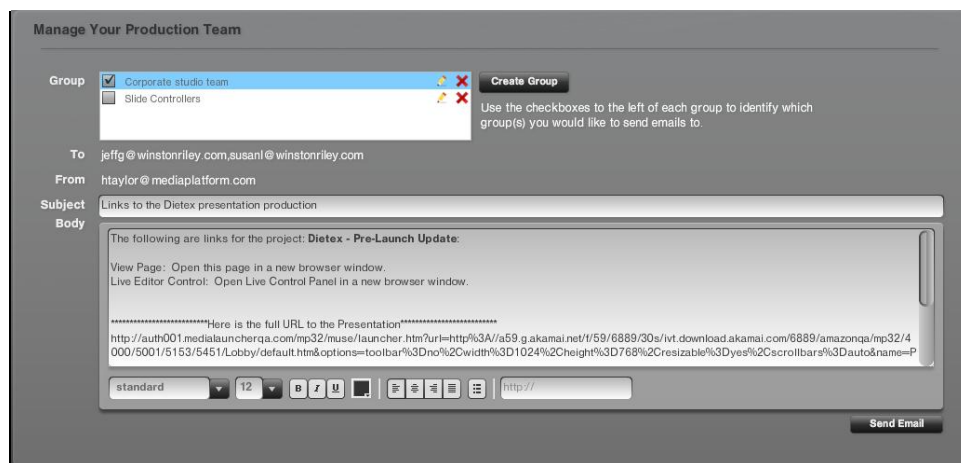 Manage Your Production Team
Group
Corporate studio team
Create Group
Slide Controllers
Use the checkboxes to the left of each group to identify which
group(s) you would like to send emails to.
To jeffg@winstonriley.com,susanl@winstonriley.com
From htaylor@mediaplatform.com
Subject Links to the Dietex presentation production
Body
The following are links for the project: Dietex - Pre-Launch Update:
View Page: Open this page in a new browser window.
Live Editor Control: Open Live Control Panel in a new browser window.
**************************Here is the full URL to the Presentation**************************
http://auth001.medialauncherqa.com/mp32/muse/launcher.htm?url=http%3A//a59.g.akamai.net/f/59/6889/30s/ivt.download.akamai.com/6889/amazonqa/mp32/4
000/5001/5153/5451/Lobby/default.htm&options=toolbar%3Dno%2Cwidth%3D1024%2Cheight%3D768%2Cresizable%3Dyes%2Cscrollbars%3Dauto&name=P
standard 12 B I U http://
Send Email